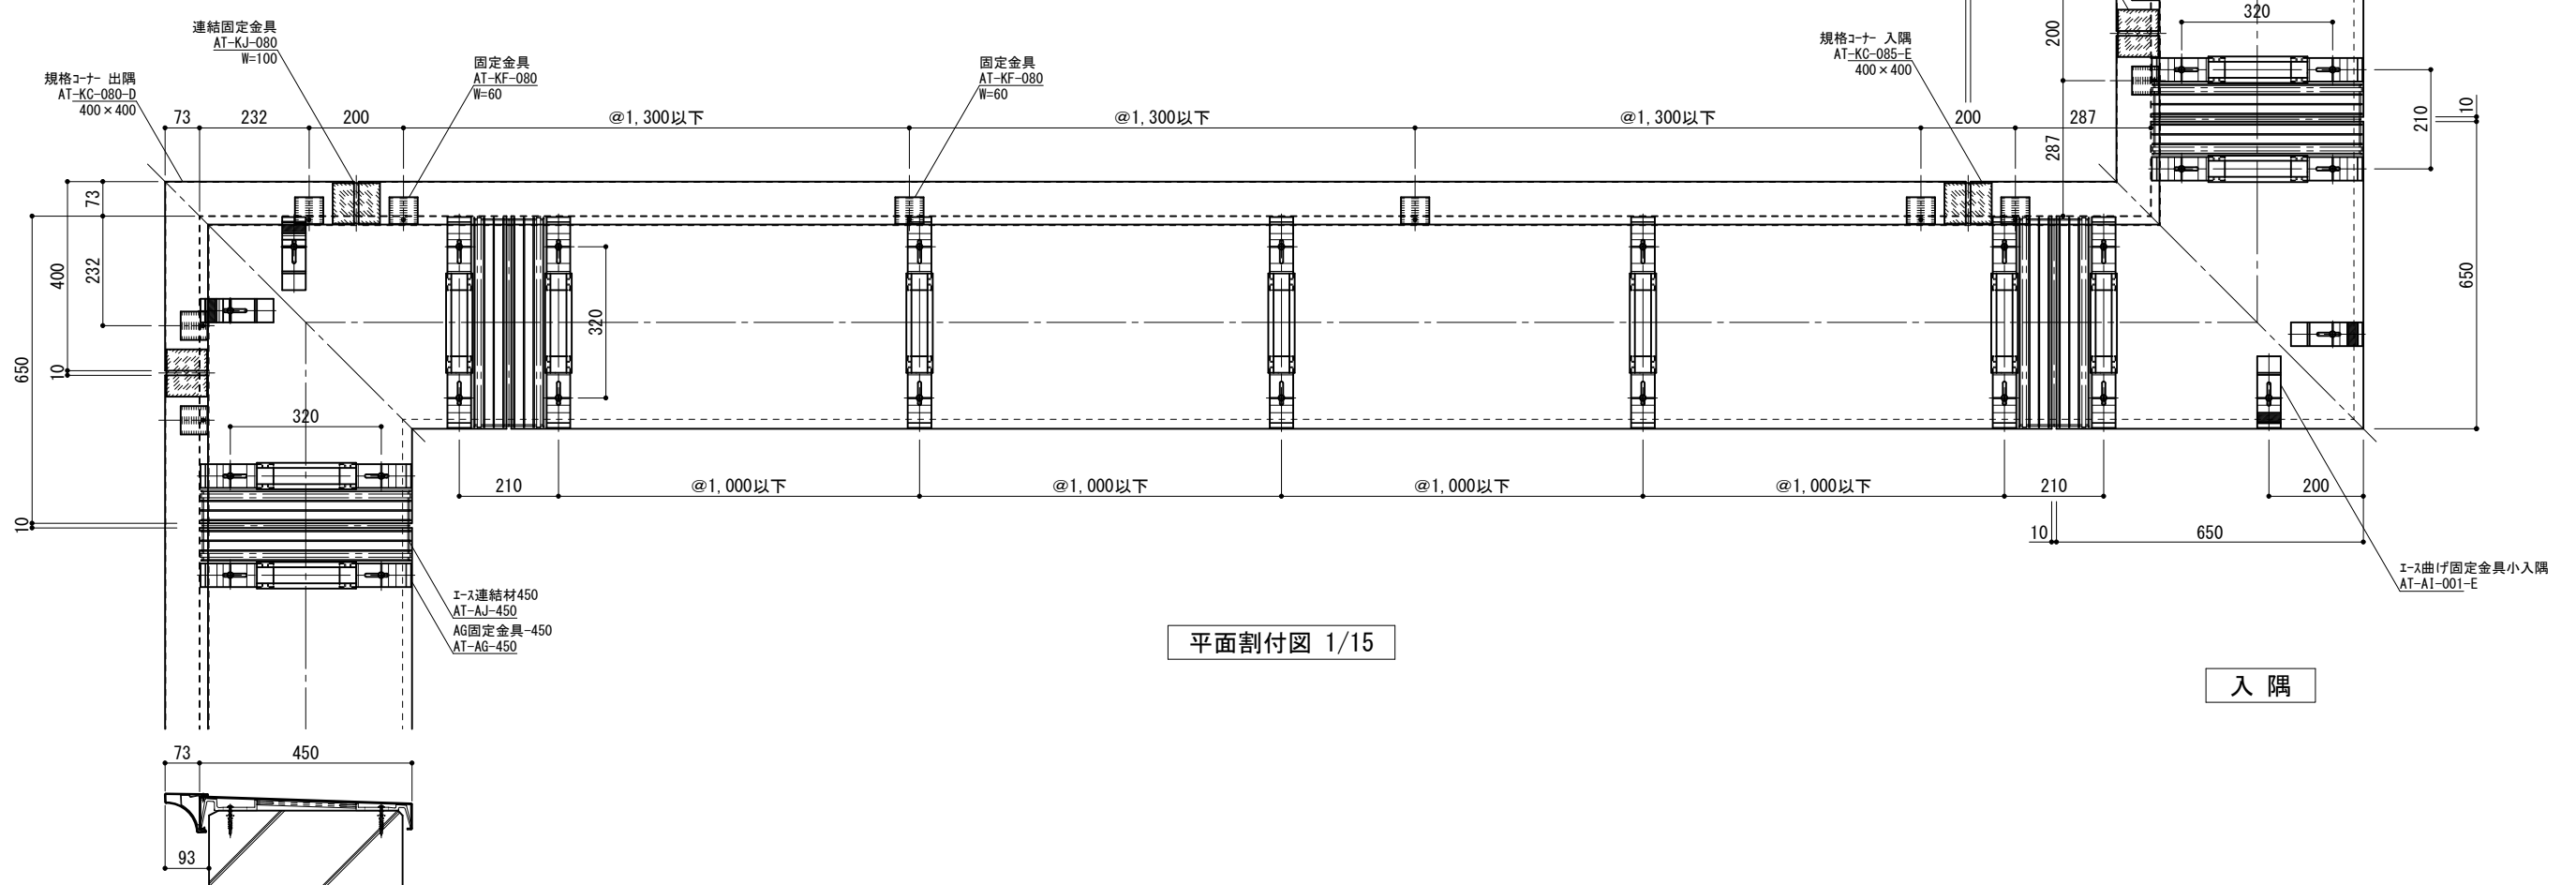 連結固定金具
AT-KJ-080
W=100
規格ｺｰﾅｰ 出隅
AT-KC-080-D
400×400
固定金具
AT-KF-080
W=60
固定金具
AT-KF-080
W=60
規格ｺｰﾅｰ 入隅
AT-KC-085-E
400×400
320
200
73
232
200
@1,300以下
@1,300以下
@1,300以下
200
287
287
210
10
650
73
232
400
10
650
10
320
320
210
@1,000以下
@1,000以下
@1,000以下
@1,000以下
210
200
10
650
ｴｰｽ連結材450
AT-AJ-450
AG固定金具-450
AT-AG-450
ｴｰｽ曲げ固定金具小入隅
AT-AI-001-E
平面割付図 1/15
入 隅
73
450
93